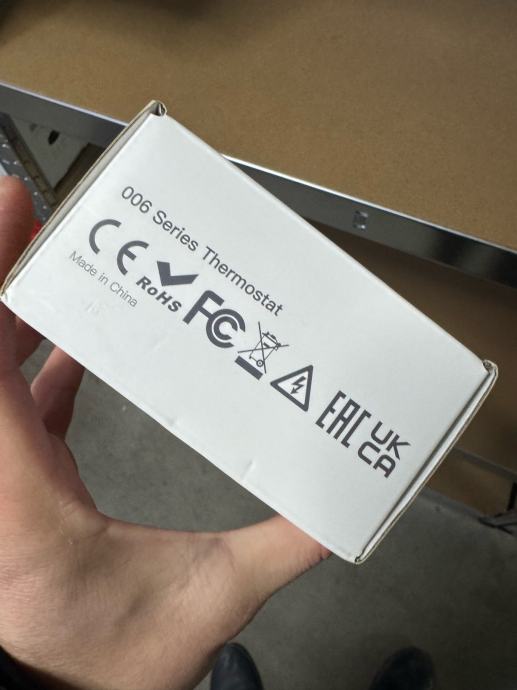 006 Series Thermostat
CE RoHS FC EAC UK CA
Made in China